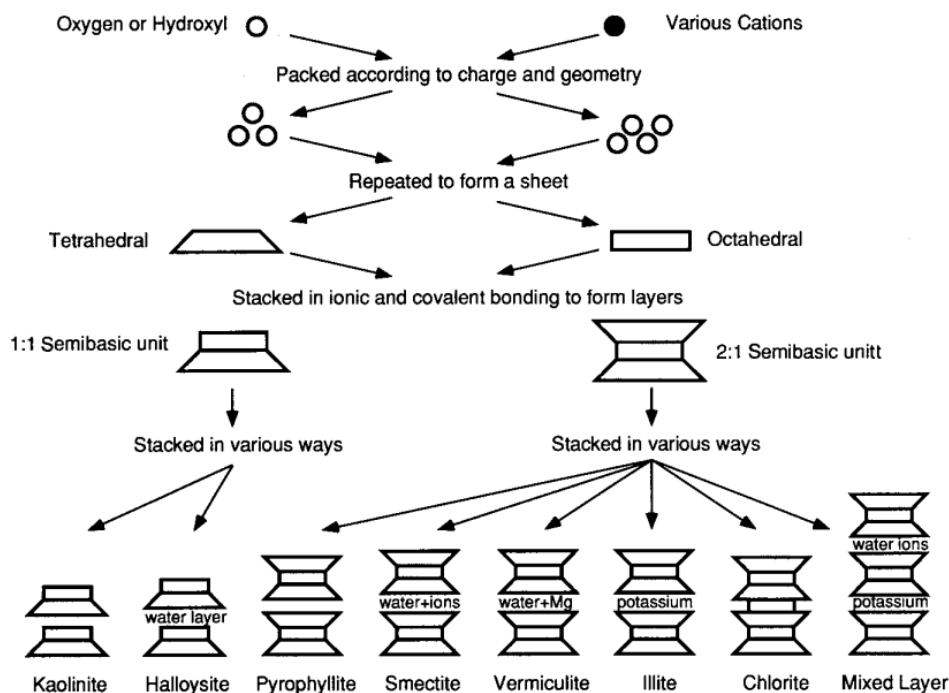 Oxygen or Hydroxyl
Various Cations
Packed according to charge and geometry
Repeated to form a sheet
Tetrahedral
Octahedral
Stacked in ionic and covalent bonding to form layers
1:1 Semibasic unit
2:1 Semibasic unitt
Stacked in various ways
Stacked in various ways
water ions
water layer
water+ions
water+Mg
potassium
potassium
Kaolinite
Halloysite
Pyrophyllite
Smectite
Vermiculite
Illite
Chlorite
Mixed Layer